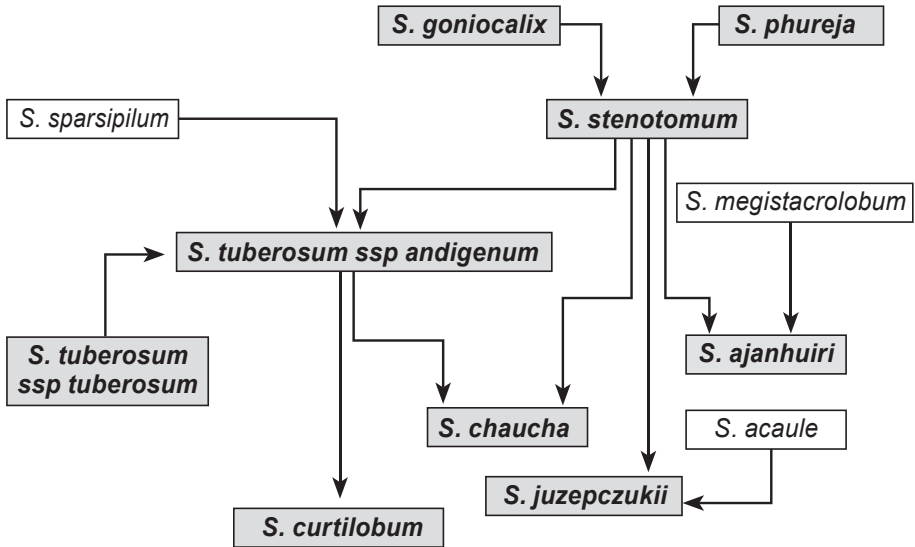 S. goniocalix
S. phureja
S. sparsipilum
S. stenotomum
S. megistacrolobum
S. tuberosum ssp andigenum
S. tuberosum
ssp tuberosum
S. ajanhuiri
S. chaucha
S. acaule
S. juzepczukii
S. curtilobum